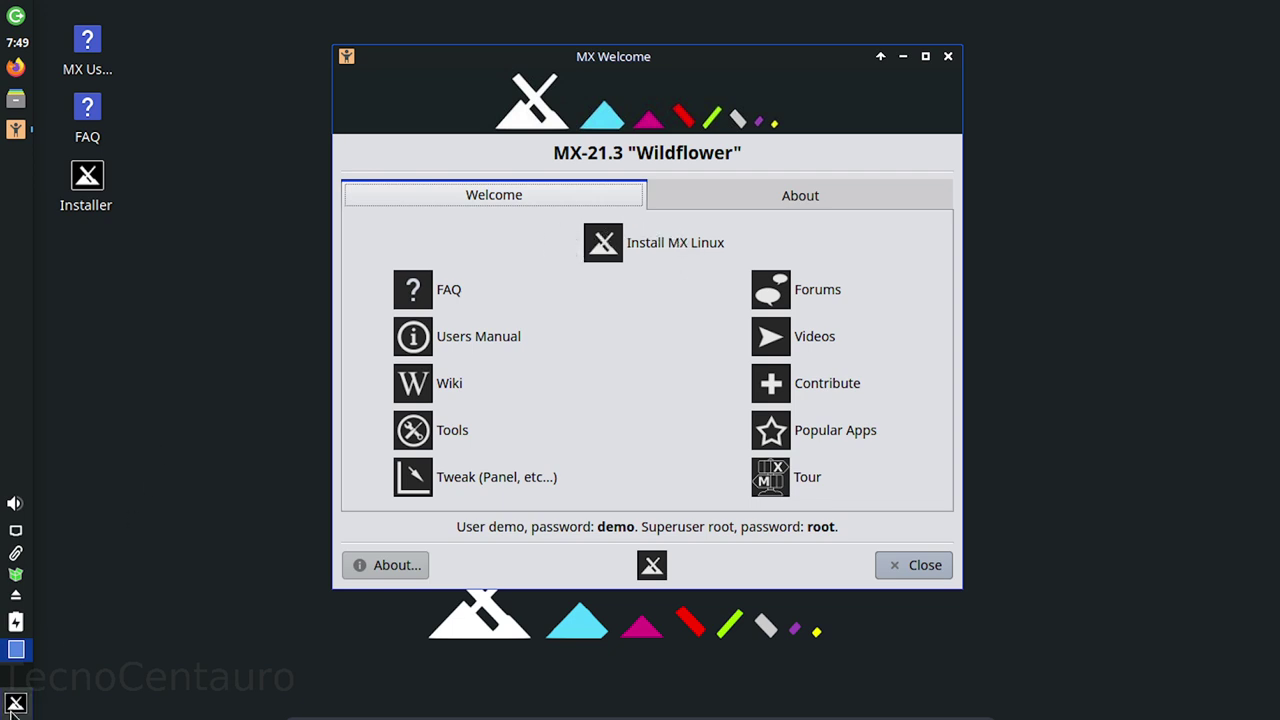 7:49
MX Us...
FAQ
Installer
MX Welcome
MX-21.3 "Wildflower"
Welcome
About
Install MX Linux
FAQ
Forums
Users Manual
Videos
Wiki
Contribute
Tools
Popular Apps
Tweak (Panel, etc...)
Tour
User demo, password: demo. Superuser root, password: root.
About...
Close
TecnoCentauro